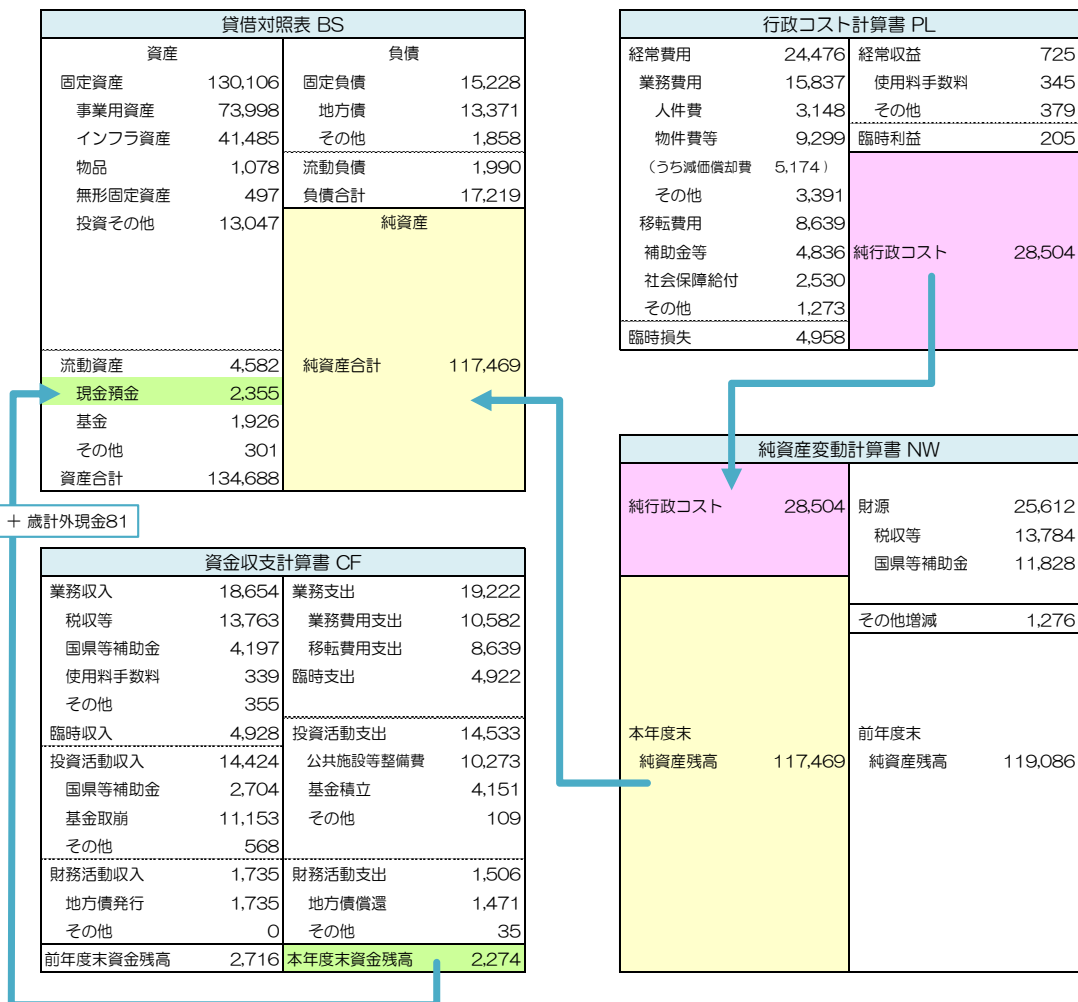 貸借対照表 BS
資産 負債
固定資産 130,106 固定負債 15,228
事業用資産 73,998 地方債 13,371
インフラ資産 41,485 その他 1,858
物品 1,078 流動負債 1,990
無形固定資産 497 負債合計 17,219
投資その他 13,047 純資産
流動資産 4,582 純資産合計 117,469
現金預金 2,355
基金 1,926
その他 301
資産合計 134,688
＋ 歳計外現金81
行政コスト計算書 PL
経常費用 24,476 経常収益 725
業務費用 15,837 使用料手数料 345
人件費 3,148 その他 379
物件費等 9,299 臨時利益 205
（うち減価償却費 5,174）
その他 3,391
移転費用 8,639
補助金等 4,836 純行政コスト 28,504
社会保障給付 2,530
その他 1,273
臨時損失 4,958
資金収支計算書 CF
業務収入 18,654 業務支出 19,222
税収等 13,763 業務費用支出 10,582
国県等補助金 4,197 移転費用支出 8,639
使用料手数料 339 臨時支出 4,922
その他 355
臨時収入 4,928 投資活動支出 14,533
投資活動収入 14,424 公共施設等整備費 10,273
国県等補助金 2,704 基金積立 4,151
基金取崩 11,153 その他 109
その他 568
財務活動収入 1,735 財務活動支出 1,506
地方債発行 1,735 地方債償還 1,471
その他 0 その他 35
前年度末資金残高 2,716 本年度末資金残高 2,274
純資産変動計算書 NW
純行政コスト 28,504 財源 25,612
税収等 13,784
国県等補助金 11,828
その他増減 1,276
本年度末 前年度末
純資産残高 117,469 純資産残高 119,086